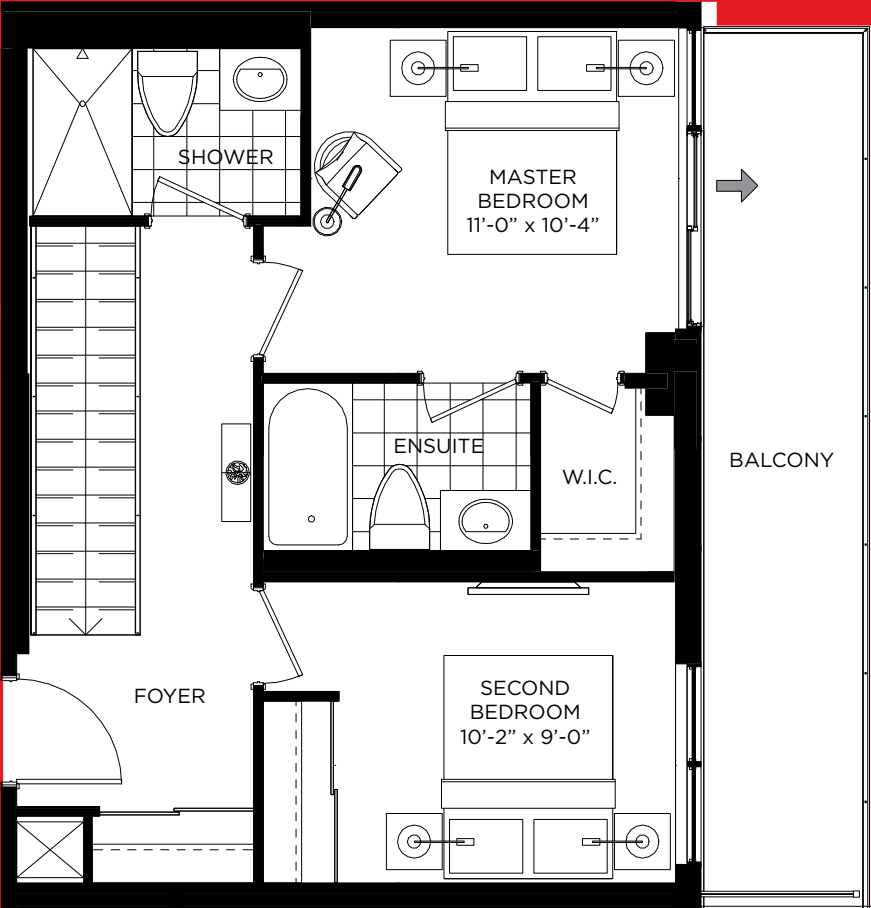 SHOWER
MASTER
BEDROOM
11’-0” x 10’-4”
ENSUITE
W.I.C.
BALCONY
FOYER
SECOND
BEDROOM
10’-2” x 9’-0”